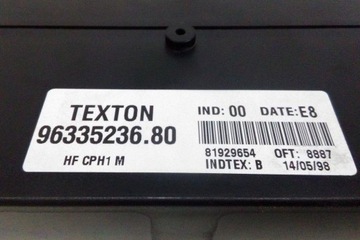 TEXTON IND: 00 DATE: E8
96335236.80
81929654 OFT: 8887
HF CPH1 M INDTEX: B 14/05/98